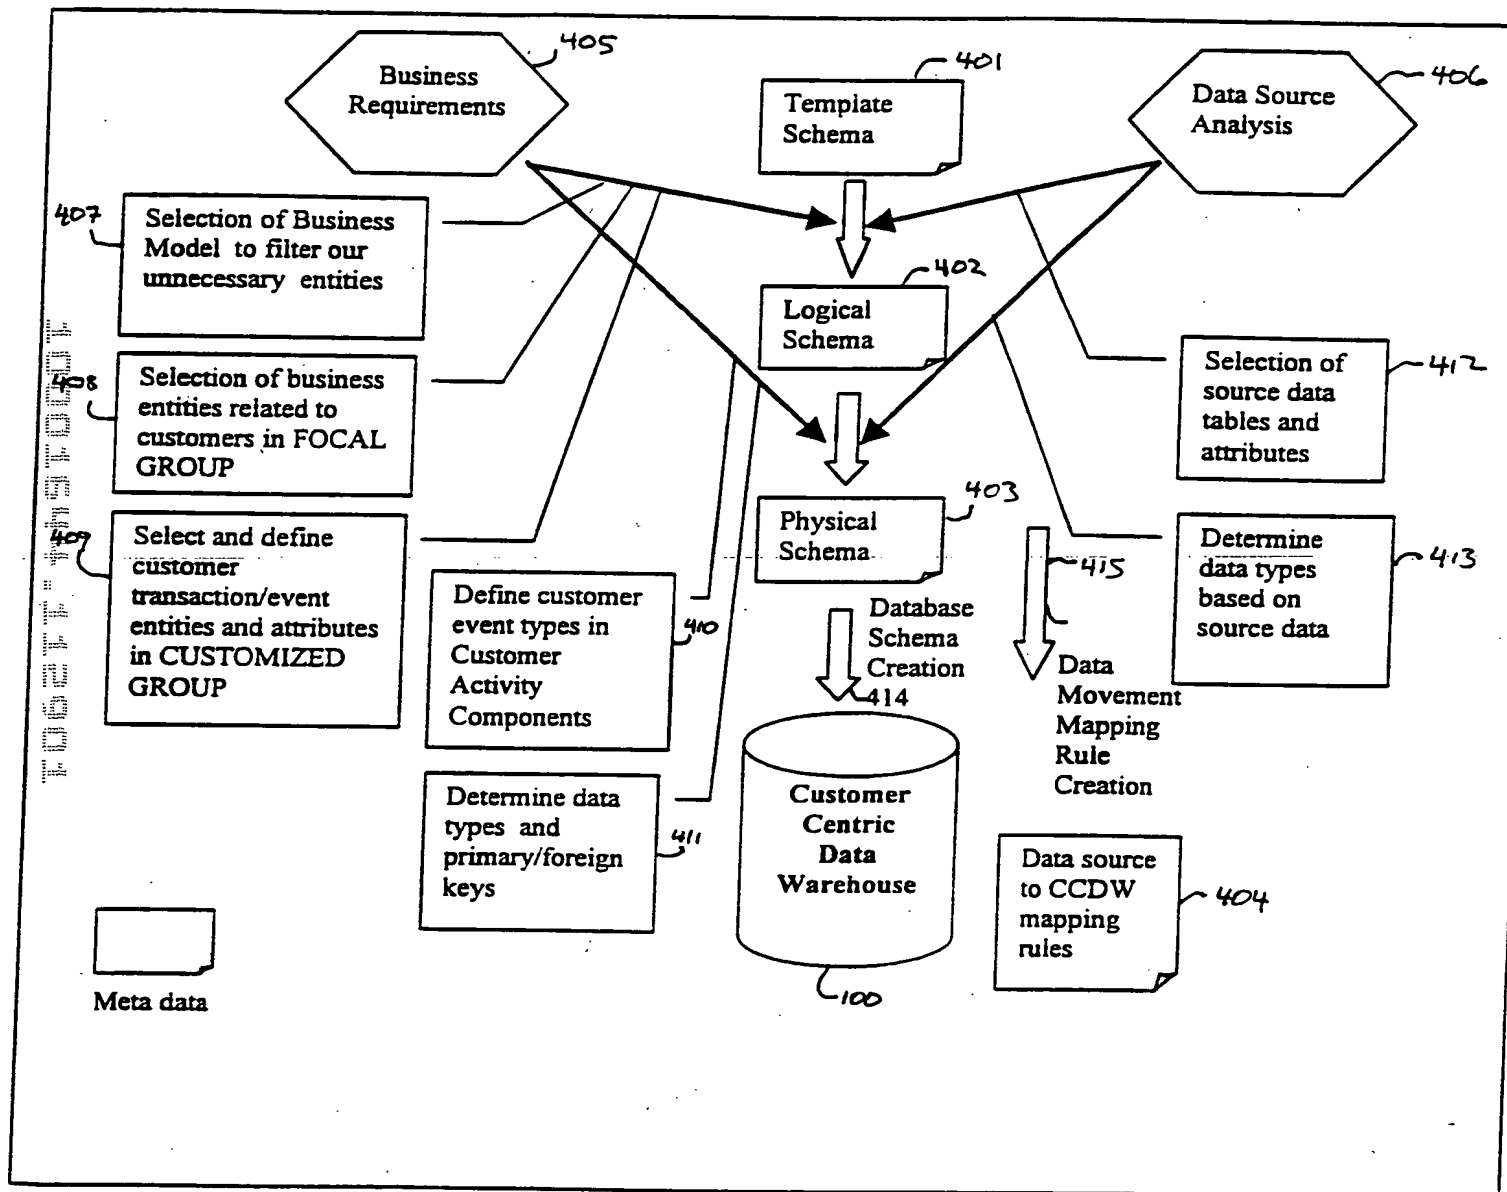 Business
Requirements
405
Template
Schema
401
Data Source
Analysis
406
407
Selection of Business
Model to filter our
unnecessary entities
402
Logical
Schema
408
Selection of business
entities related to
customers in FOCAL
GROUP
Selection of
source data
tables and
attributes
412
409
Select and define
customer
transaction/event
entities and attributes
in CUSTOMIZED
GROUP
Physical
Schema
403
Determine
data types
based on
source data
413
Define customer
event types in
Customer
Activity
Components
410
Database
Schema
Creation
414
415
Data
Movement
Mapping
Rule
Creation
Determine data
types and
primary/foreign
keys
411
Customer
Centric
Data
Warehouse
100
Data source
to CCDW
mapping
rules
404
Meta data